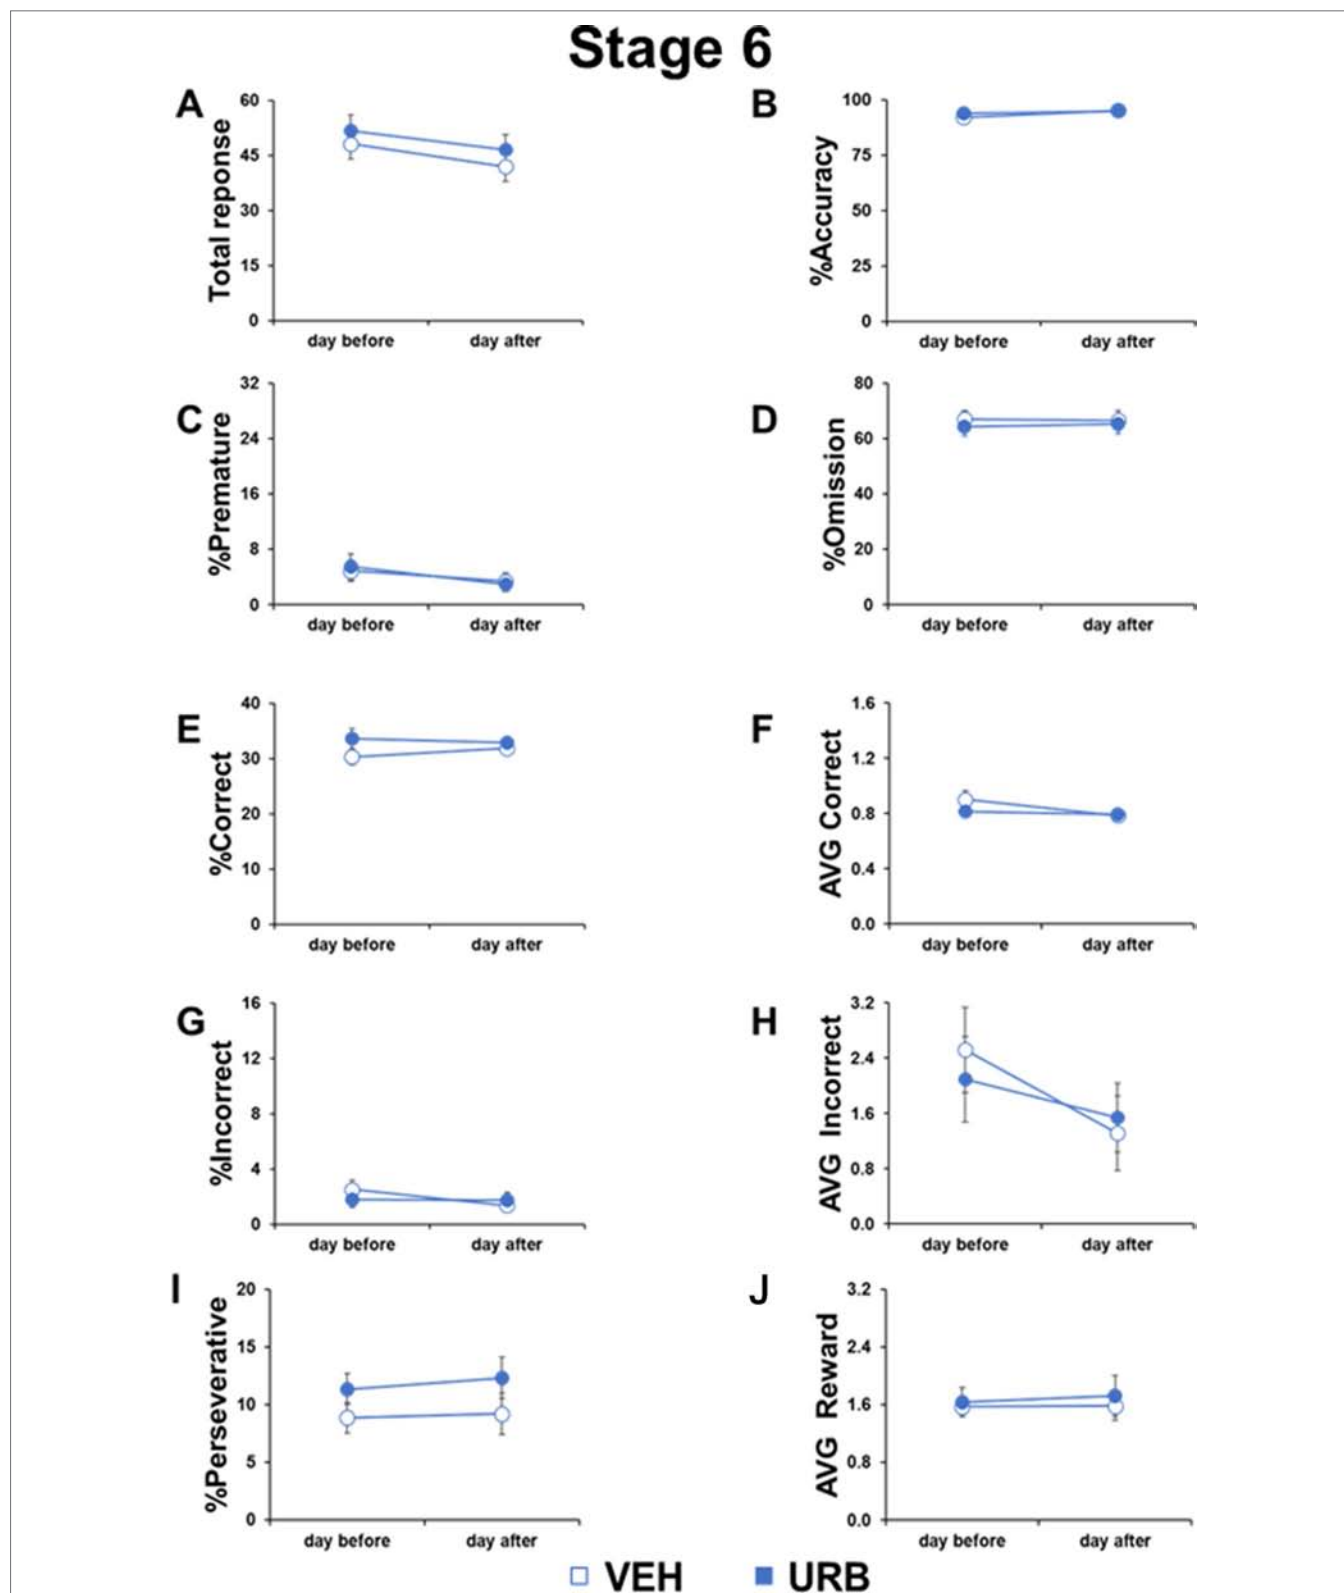 Stage 6
A
Total reponse
60
45
30
15
0
day before day after
B
%Accuracy
100
75
50
25
0
day before day after
C
%Premature
32
24
16
8
0
day before day after
D
%Omission
80
60
40
20
0
day before day after
E
%Correct
40
30
20
10
0
day before day after
F
AVG Correct
1.6
1.2
0.8
0.4
0.0
day before day after
G
%Incorrect
16
12
8
4
0
day before day after
H
AVG Incorrect
3.2
2.4
1.6
0.8
0.0
day before day after
I
%Perseverative
20
15
10
5
0
day before day after
J
AVG Reward
3.2
2.4
1.6
0.8
0.0
day before day after
VEH URB